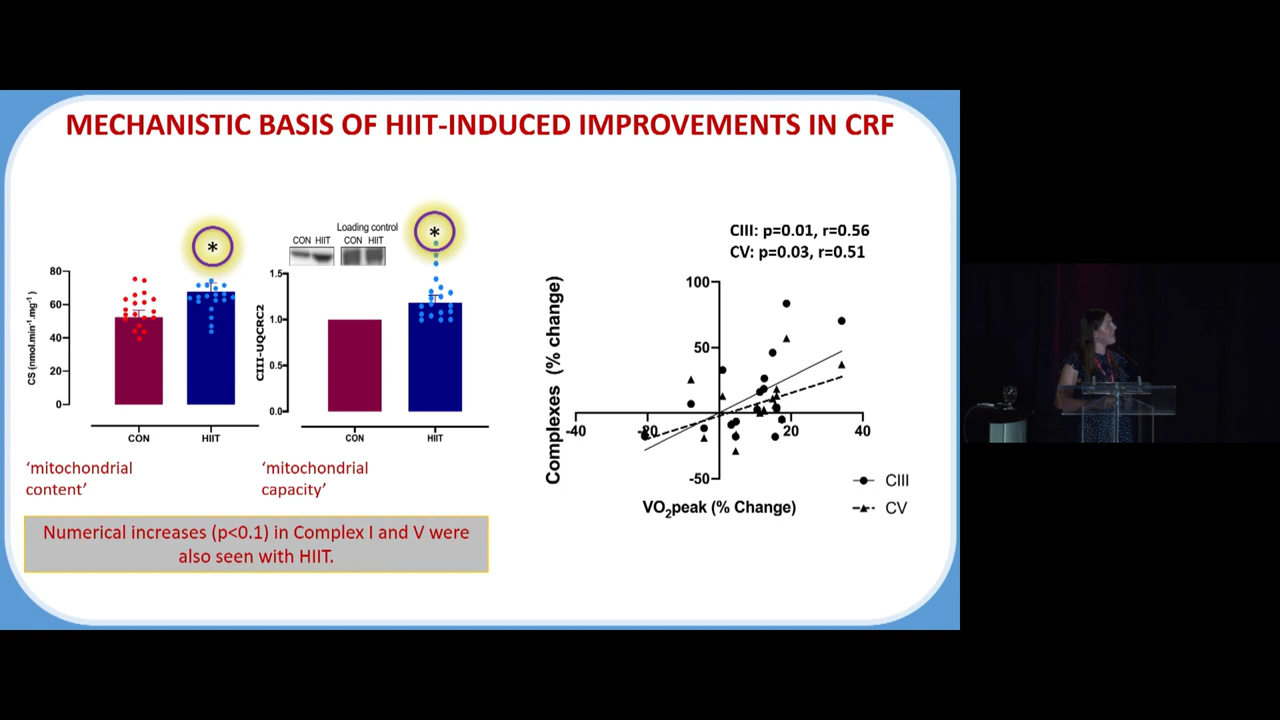 MECHANISTIC BASIS OF HIIT-INDUCED IMPROVEMENTS IN CRF
*
CS (nmol.min⁻¹.mg⁻¹)
80
60
40
20
0
CON
HIIT
'mitochondrial
content'
Loading control
CON HIIT CON HIIT
*
CIII-UQCRC2
1.5
1.0
0.5
0.0
CON
HIIT
'mitochondrial
capacity'
Numerical increases (p<0.1) in Complex I and V were
also seen with HIIT.
CIII: p=0.01, r=0.56
CV: p=0.03, r=0.51
Complexes (% change)
100
50
-50
-40
-20
20
40
VO₂peak (% Change)
CIII
CV